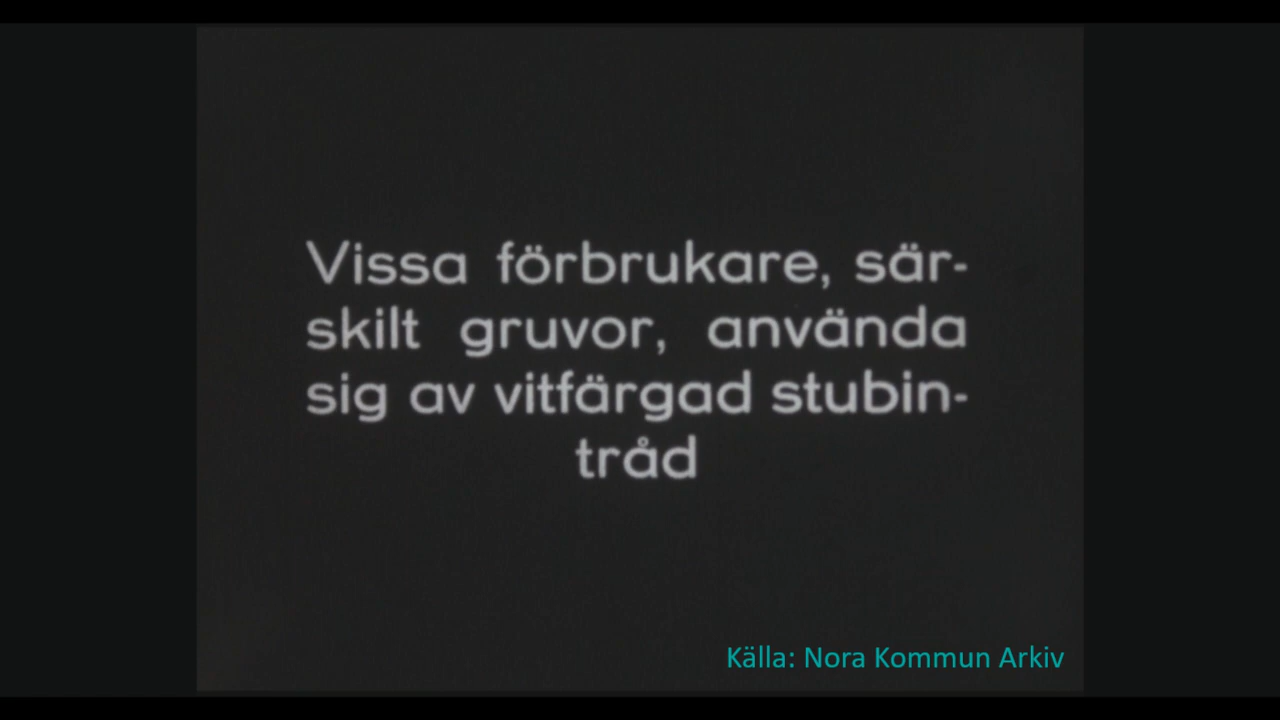 Vissa förbrukare, sär-
skilt gruvor, använda
sig av vitfärgad stubin-
tråd
Källa: Nora Kommun Arkiv